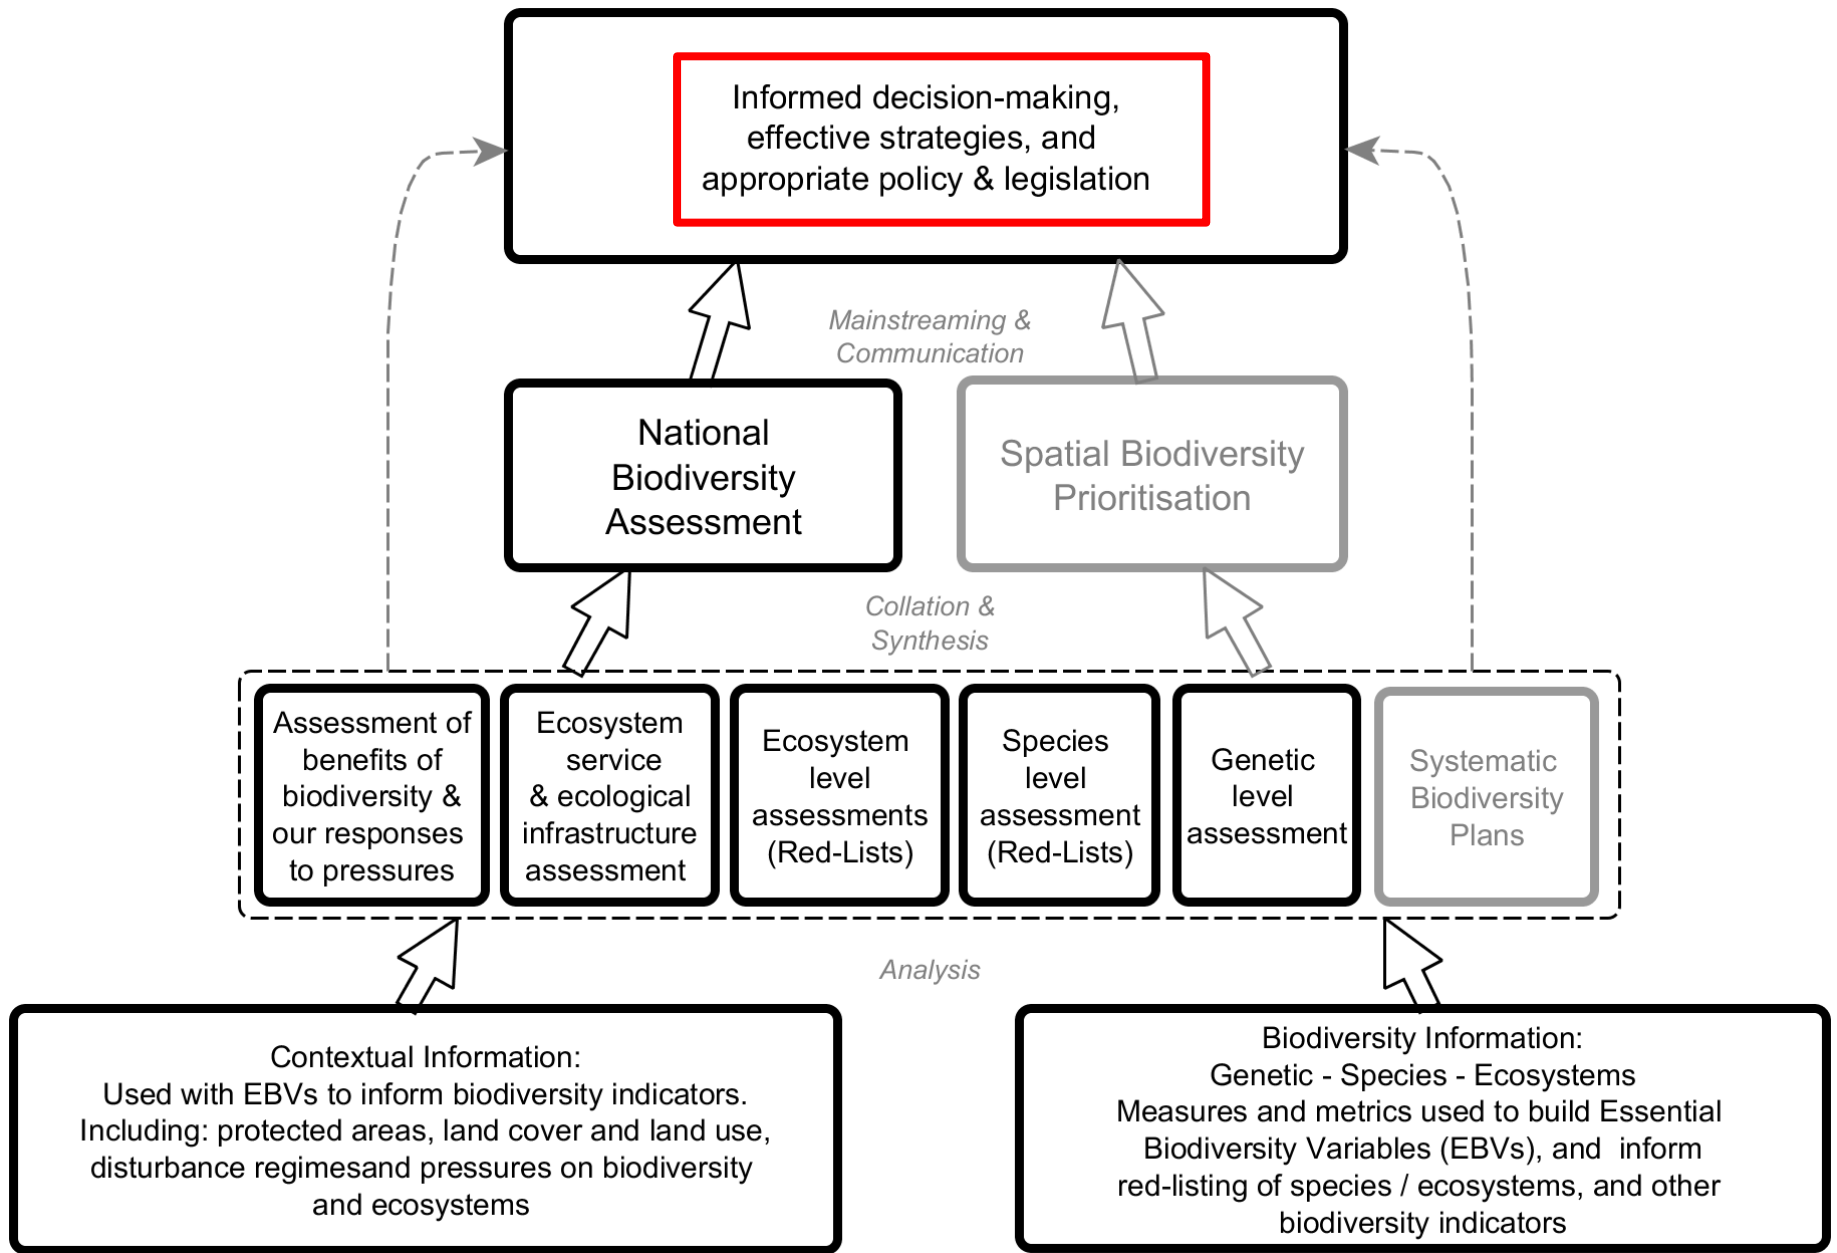 Informed decision-making,
effective strategies, and
appropriate policy & legislation
Mainstreaming &
Communication
National
Biodiversity
Assessment
Spatial Biodiversity
Prioritisation
Collation &
Synthesis
Assessment of
benefits of
biodiversity &
our responses
to pressures
Ecosystem
service
& ecological
infrastructure
assessment
Ecosystem
level
assessments
(Red-Lists)
Species
level
assessment
(Red-Lists)
Genetic
level
assessment
Systematic
Biodiversity
Plans
Analysis
Contextual Information:
Used with EBVs to inform biodiversity indicators.
Including: protected areas, land cover and land use,
disturbance regimesand pressures on biodiversity
and ecosystems
Biodiversity Information:
Genetic - Species - Ecosystems
Measures and metrics used to build Essential
Biodiversity Variables (EBVs), and  inform
red-listing of species / ecosystems, and other
biodiversity indicators